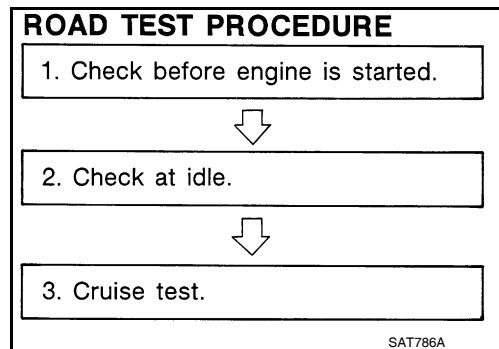 ROAD TEST PROCEDURE
1. Check before engine is started.
2. Check at idle.
3. Cruise test.
SAT786A